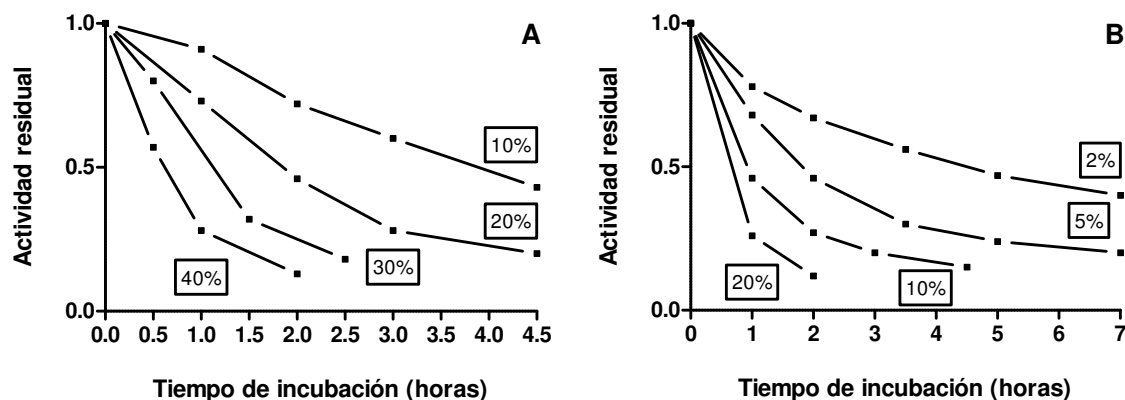 A
Actividad residual
1.0
0.5
0.0
10%
20%
30%
40%
0.0 0.5 1.0 1.5 2.0 2.5 3.0 3.5 4.0 4.5
Tiempo de incubación (horas)
B
Actividad residual
1.0
0.5
0.0
2%
5%
10%
20%
0 1 2 3 4 5 6 7
Tiempo de incubación (horas)